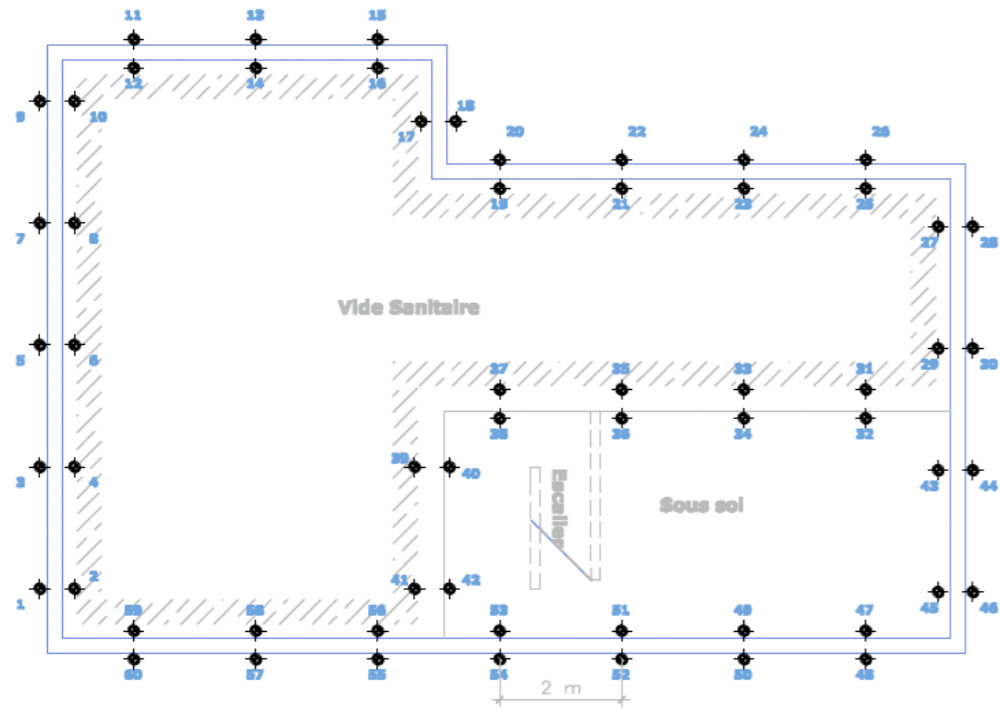 11 13 15
12 14 16
9 10 18
17 20 22 24 26
19 21 23 25
7 8 27 28
Vide Sanitaire
5 6 29 30
37 35 33 31
38 36 34 32
39 40
3 4 43 44
Escalier
Sous sol
1 2 41 42 45 46
59 58 56 53 51 49 47
60 57 55 54 52 50 48
2 m